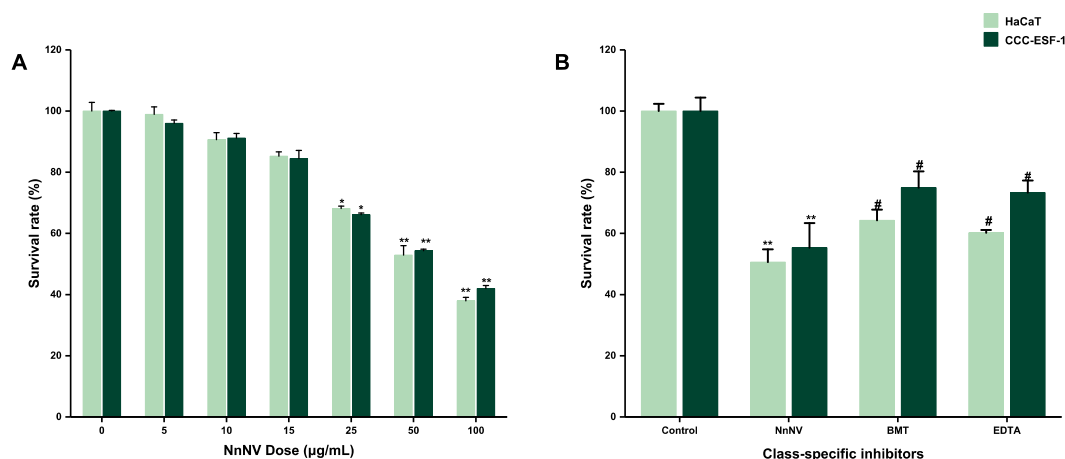 HaCaT
CCC-ESF-1
A
120
100
80
60
40
20
0
Survival rate (%)
* *
** **
** **
0 5 10 15 25 50 100
NnNV Dose (μg/mL)
B
120
100
80
60
40
20
0
Survival rate (%)
** **
# #
# #
Control NnNV BMT EDTA
Class-specific inhibitors